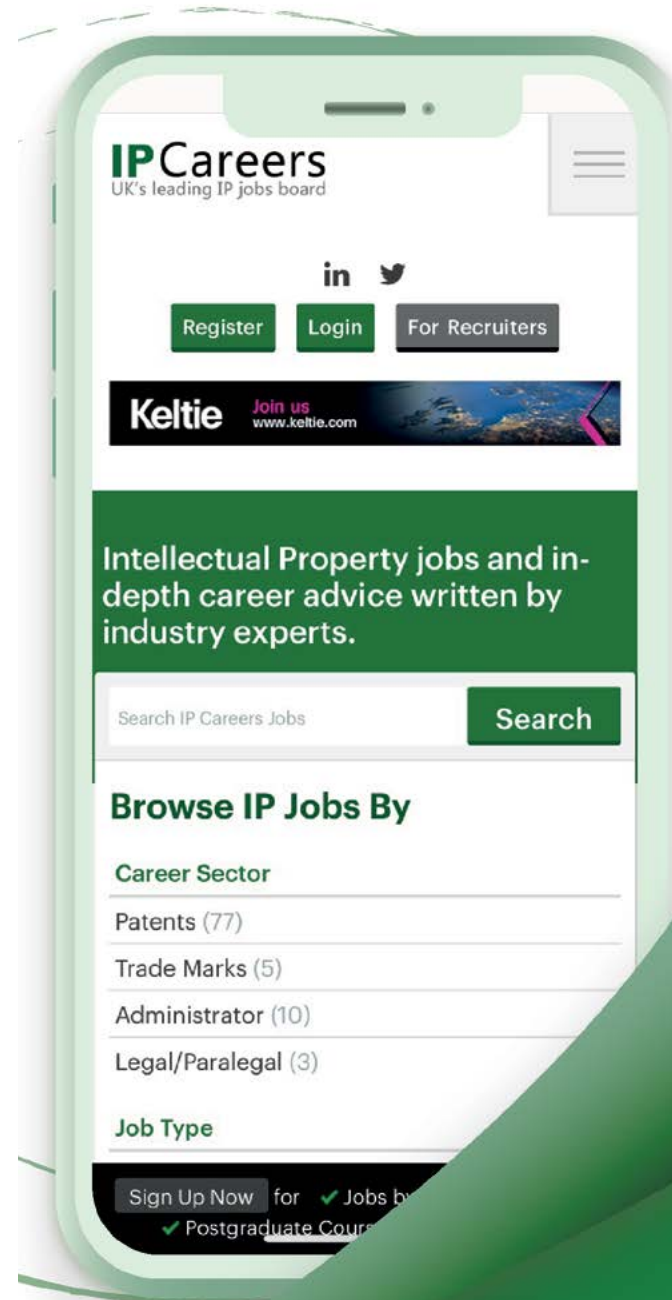 IPCareers
UK's leading IP jobs board
in
Register Login For Recruiters
Keltie Join us
www.keltie.com
Intellectual Property jobs and in-
depth career advice written by
industry experts.
Search IP Careers Jobs Search
Browse IP Jobs By
Career Sector
Patents (77)
Trade Marks (5)
Administrator (10)
Legal/Paralegal (3)
Job Type
Sign Up Now for ✓ Jobs
✓ Postgraduate